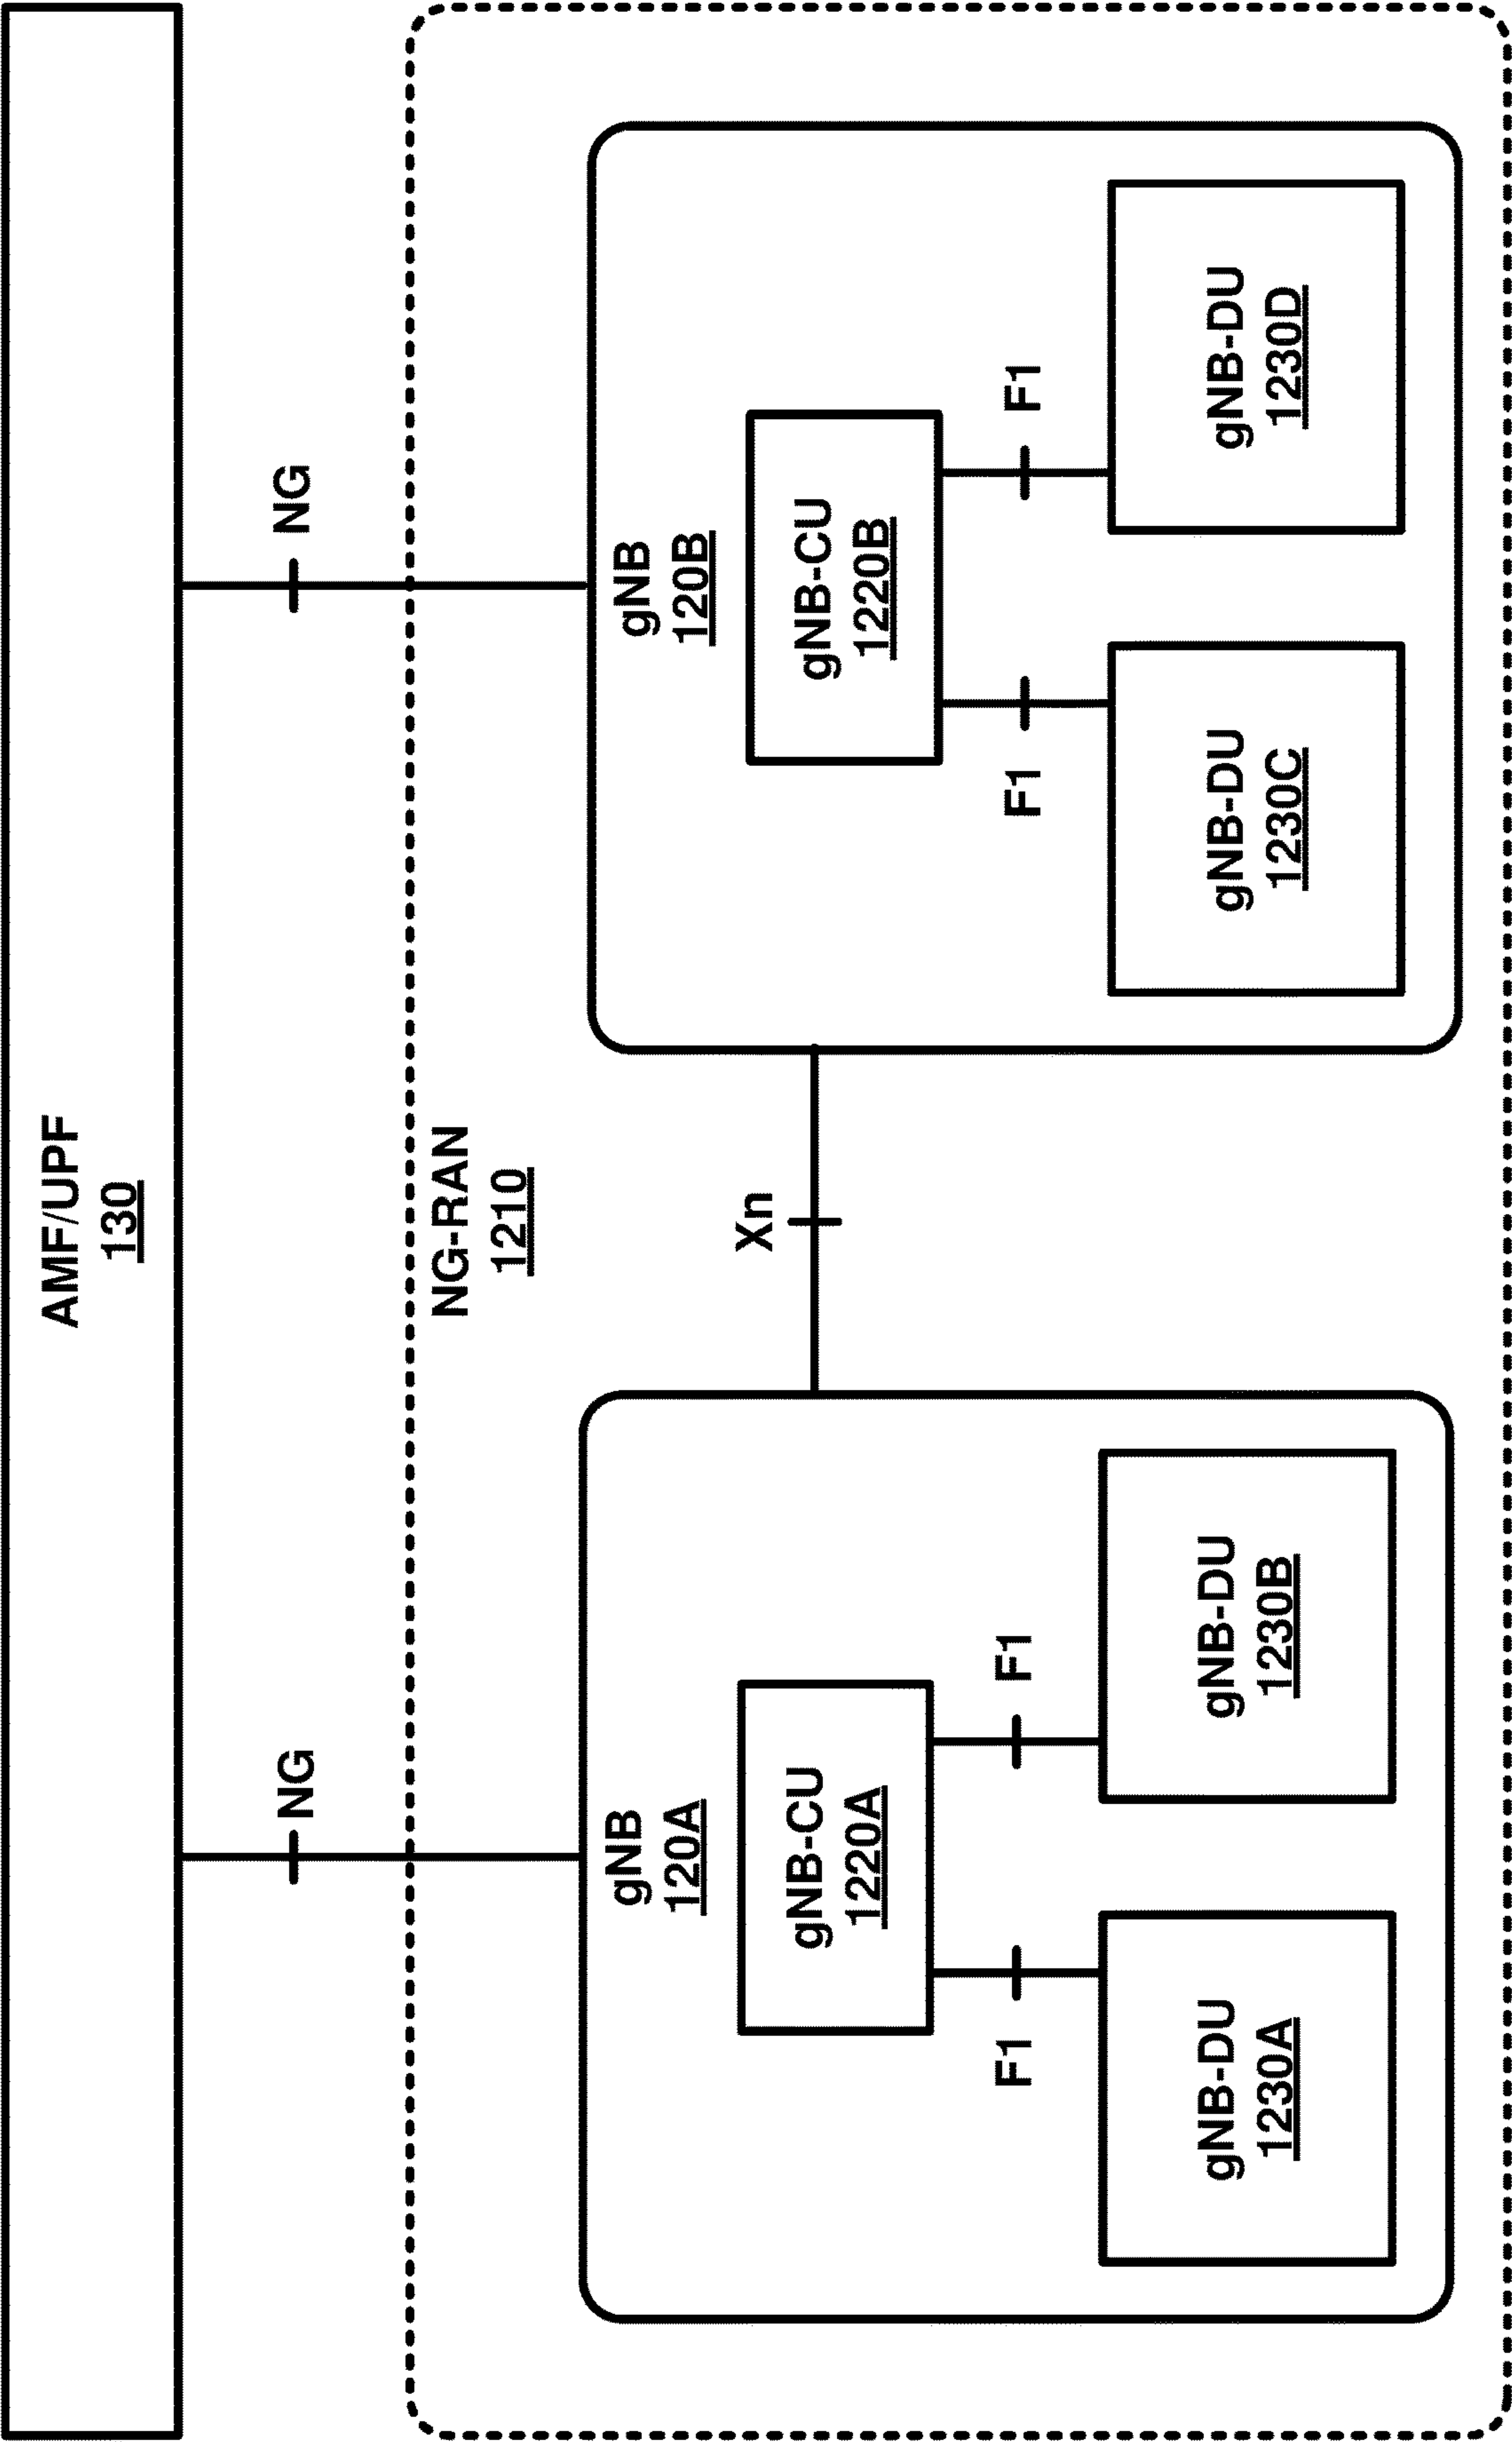 AMF/UPF
130
NG
NG
NG-RAN
1210
gNB
120A
gNB-CU
1220A
F1
F1
gNB-DU
1230A
gNB-DU
1230B
Xn
gNB
120B
gNB-CU
1220B
F1
F1
gNB-DU
1230C
gNB-DU
1230D